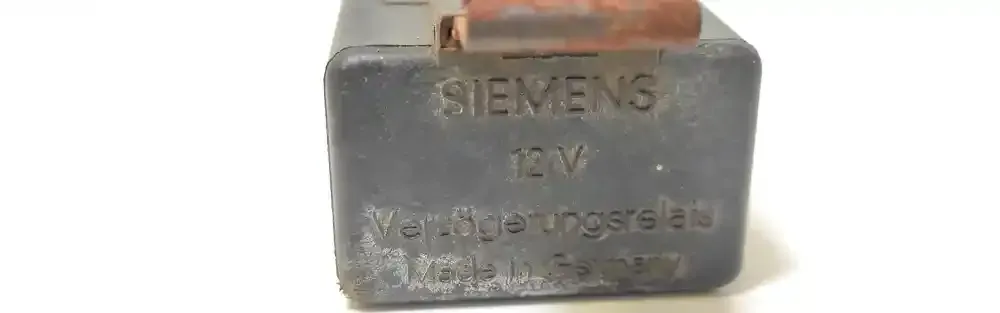 SIEMENS
12 V
Verzögerungsrelais
Made in Germany